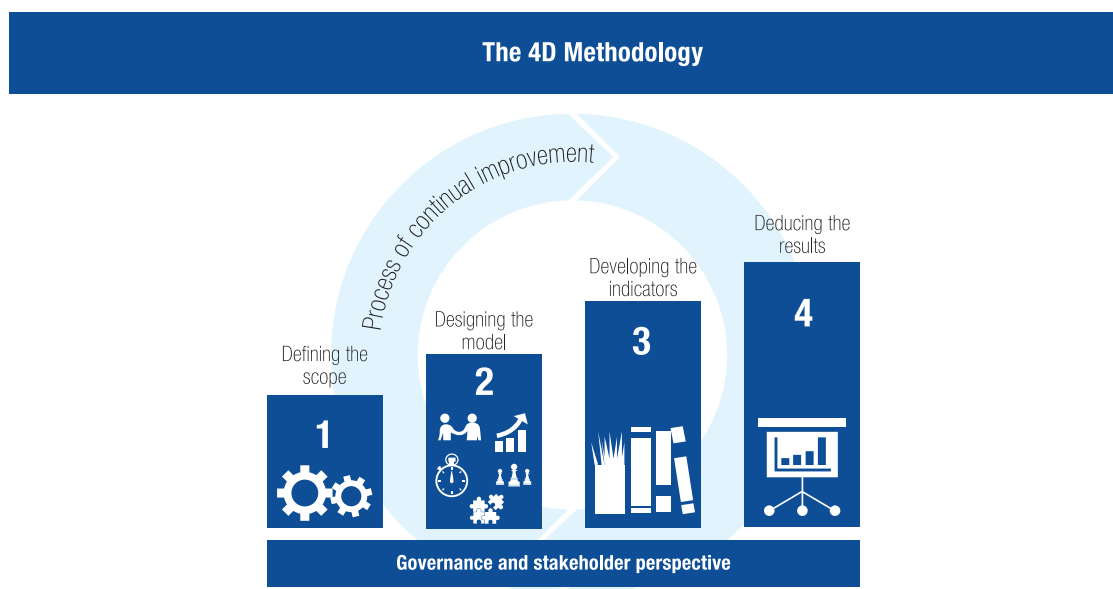 The 4D Methodology
Process of continual improvement
Defining the
scope
1
Designing the
model
2
Developing the
indicators
3
Deducing the
results
4
Governance and stakeholder perspective